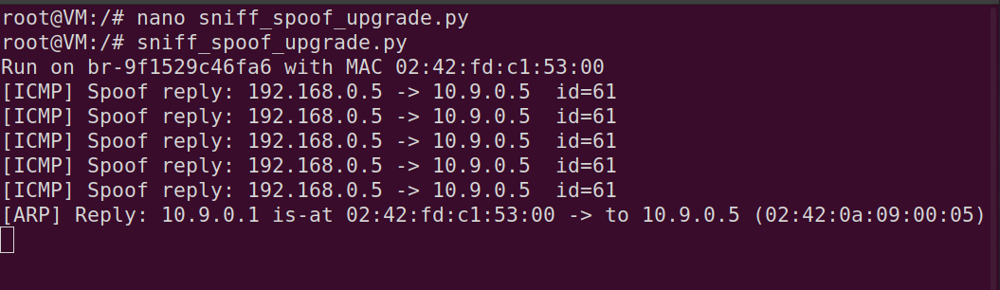 root@VM:/# nano sniff_spoof_upgrade.py
root@VM:/# sniff_spoof_upgrade.py
Run on br-9f1529c46fa6 with MAC 02:42:fd:c1:53:00
[ICMP] Spoof reply: 192.168.0.5 -> 10.9.0.5  id=61
[ICMP] Spoof reply: 192.168.0.5 -> 10.9.0.5  id=61
[ICMP] Spoof reply: 192.168.0.5 -> 10.9.0.5  id=61
[ICMP] Spoof reply: 192.168.0.5 -> 10.9.0.5  id=61
[ICMP] Spoof reply: 192.168.0.5 -> 10.9.0.5  id=61
[ARP] Reply: 10.9.0.1 is-at 02:42:fd:c1:53:00 -> to 10.9.0.5 (02:42:0a:09:00:05)